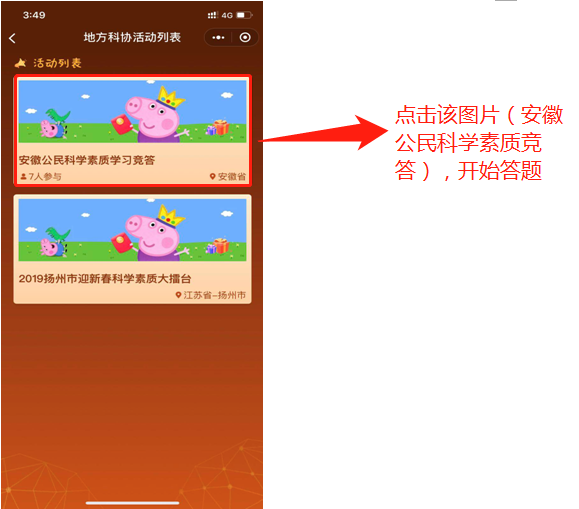 3:49
4G
地方科协活动列表
活动列表
安徽公民科学素质学习竞答
7人参与
安徽省
2019扬州市迎新春科学素质大擂台
江苏省-扬州市
点击该图片（安徽
公民科学素质竞
答），开始答题